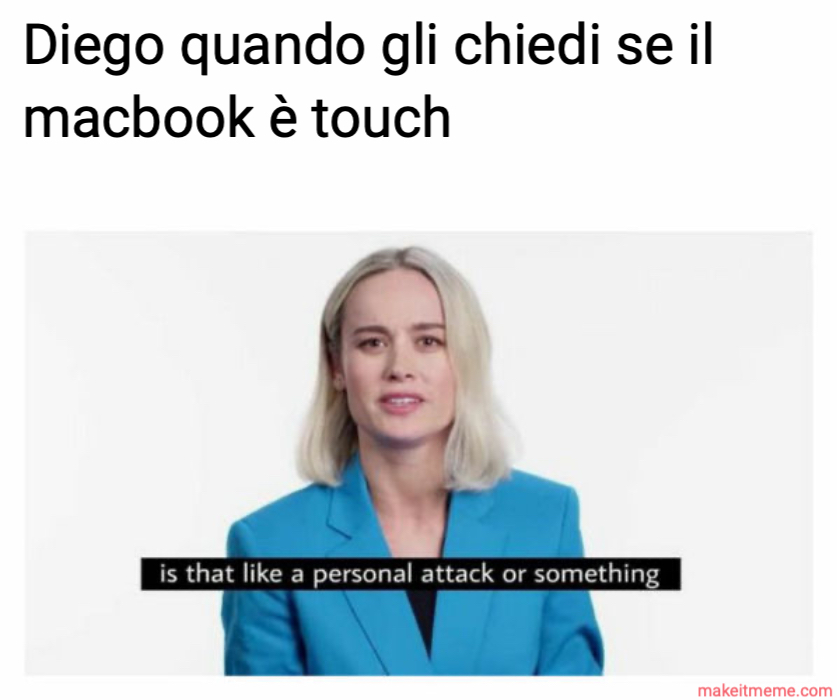 Diego quando gli chiedi se il
macbook è touch
is that like a personal attack or something
makeitmeme.com